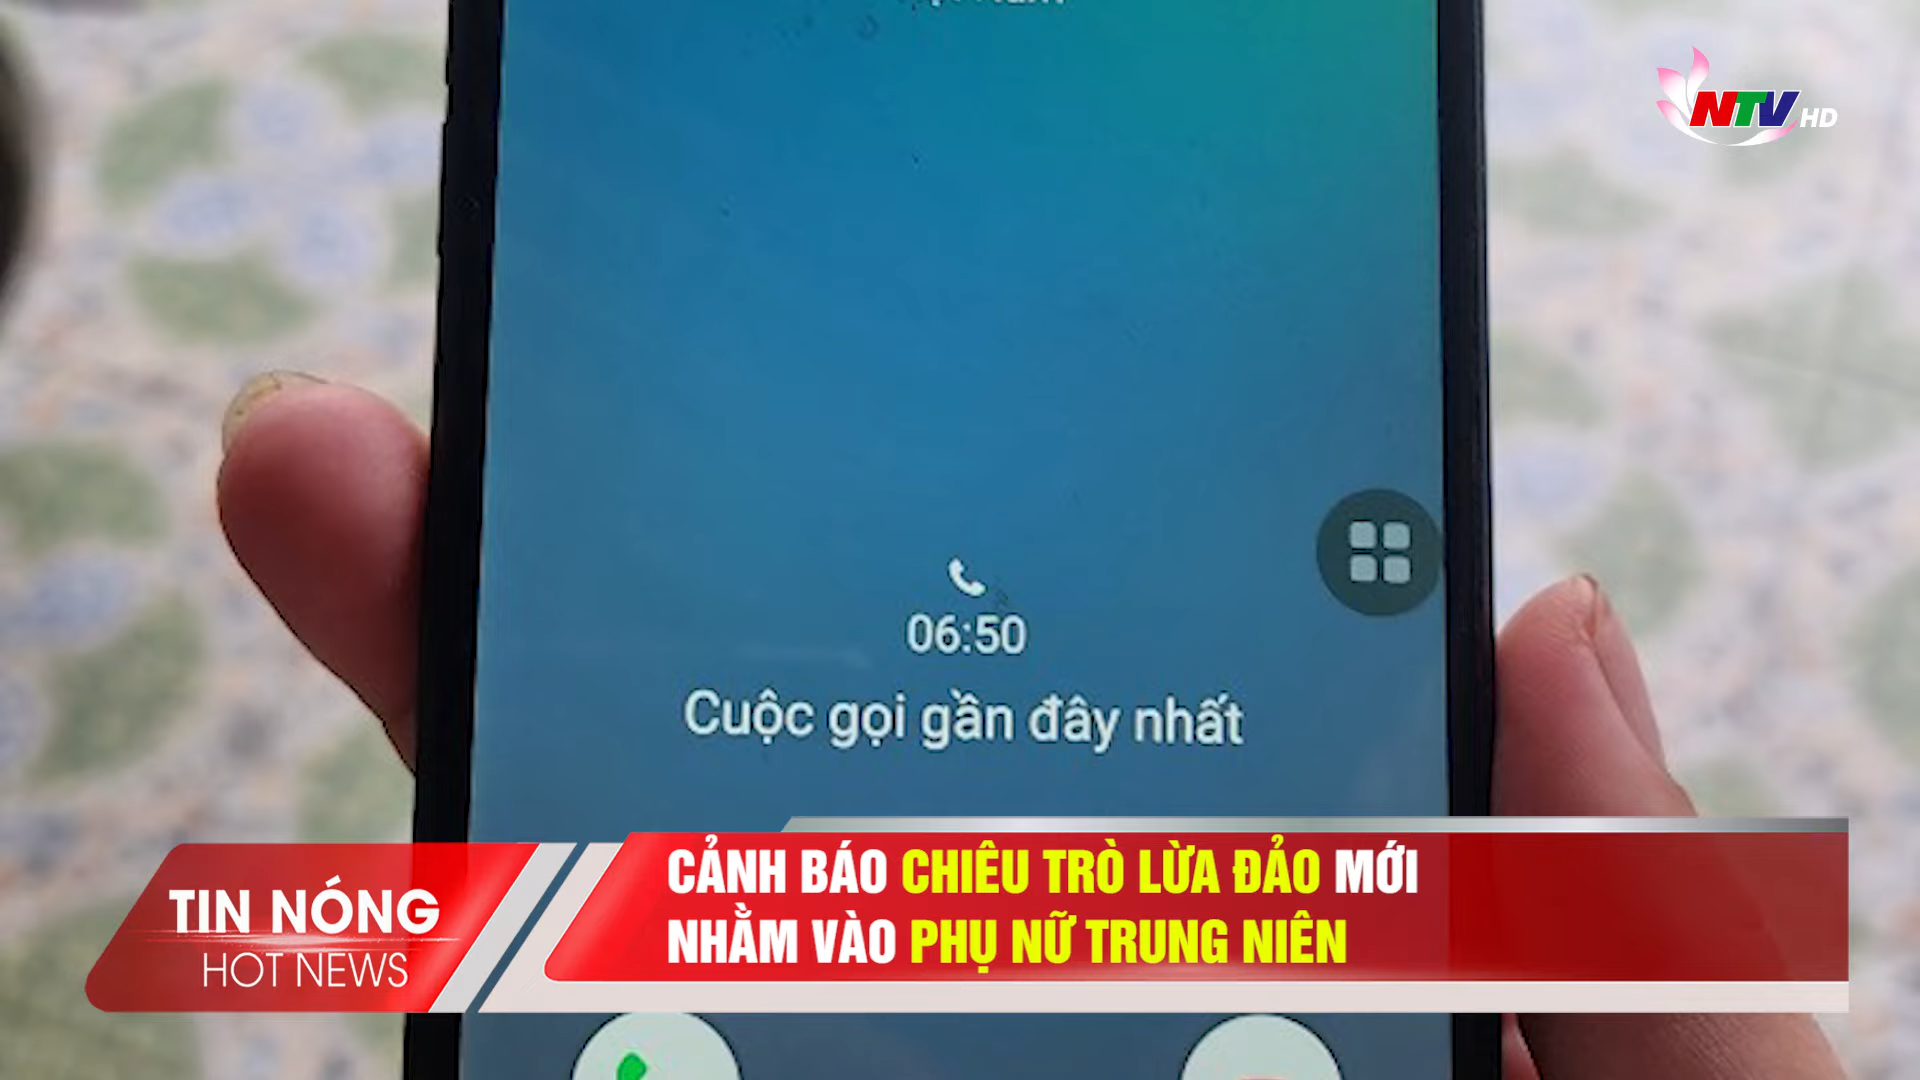 NTV HD
06:50
Cuộc gọi gần đây nhất
TIN NÓNG
HOT NEWS
CẢNH BÁO CHIÊU TRÒ LỪA ĐẢO MỚI
NHẰM VÀO PHỤ NỮ TRUNG NIÊN